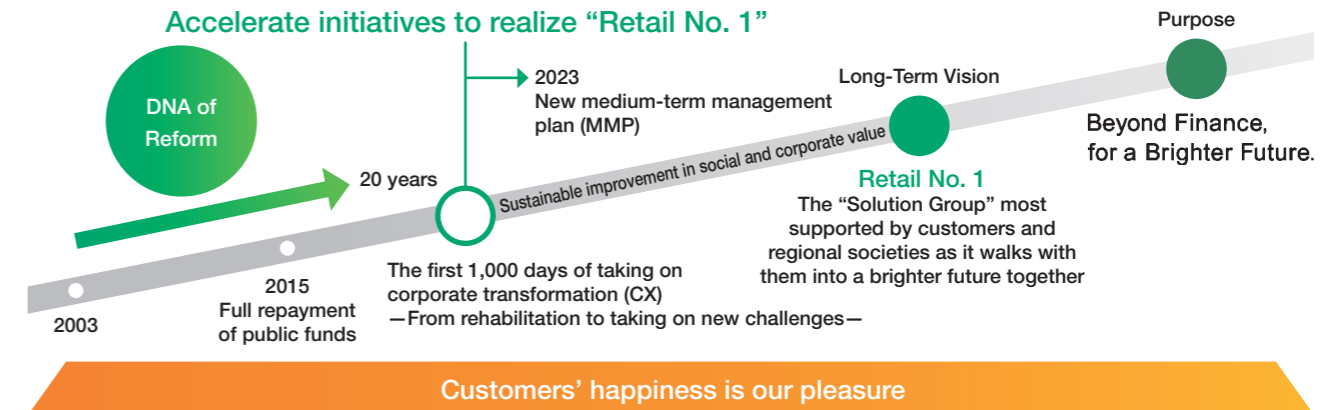 Accelerate initiatives to realize “Retail No. 1”
DNA of
Reform
20 years
2003
2015
Full repayment
of public funds
2023
New medium-term management
plan (MMP)
The first 1,000 days of taking on
corporate transformation (CX)
—From rehabilitation to taking on new challenges—
Sustainable improvement in social and corporate value
Long-Term Vision
Retail No. 1
The “Solution Group” most
supported by customers and
regional societies as it walks with
them into a brighter future together
Purpose
Beyond Finance,
for a Brighter Future.
Customers’ happiness is our pleasure